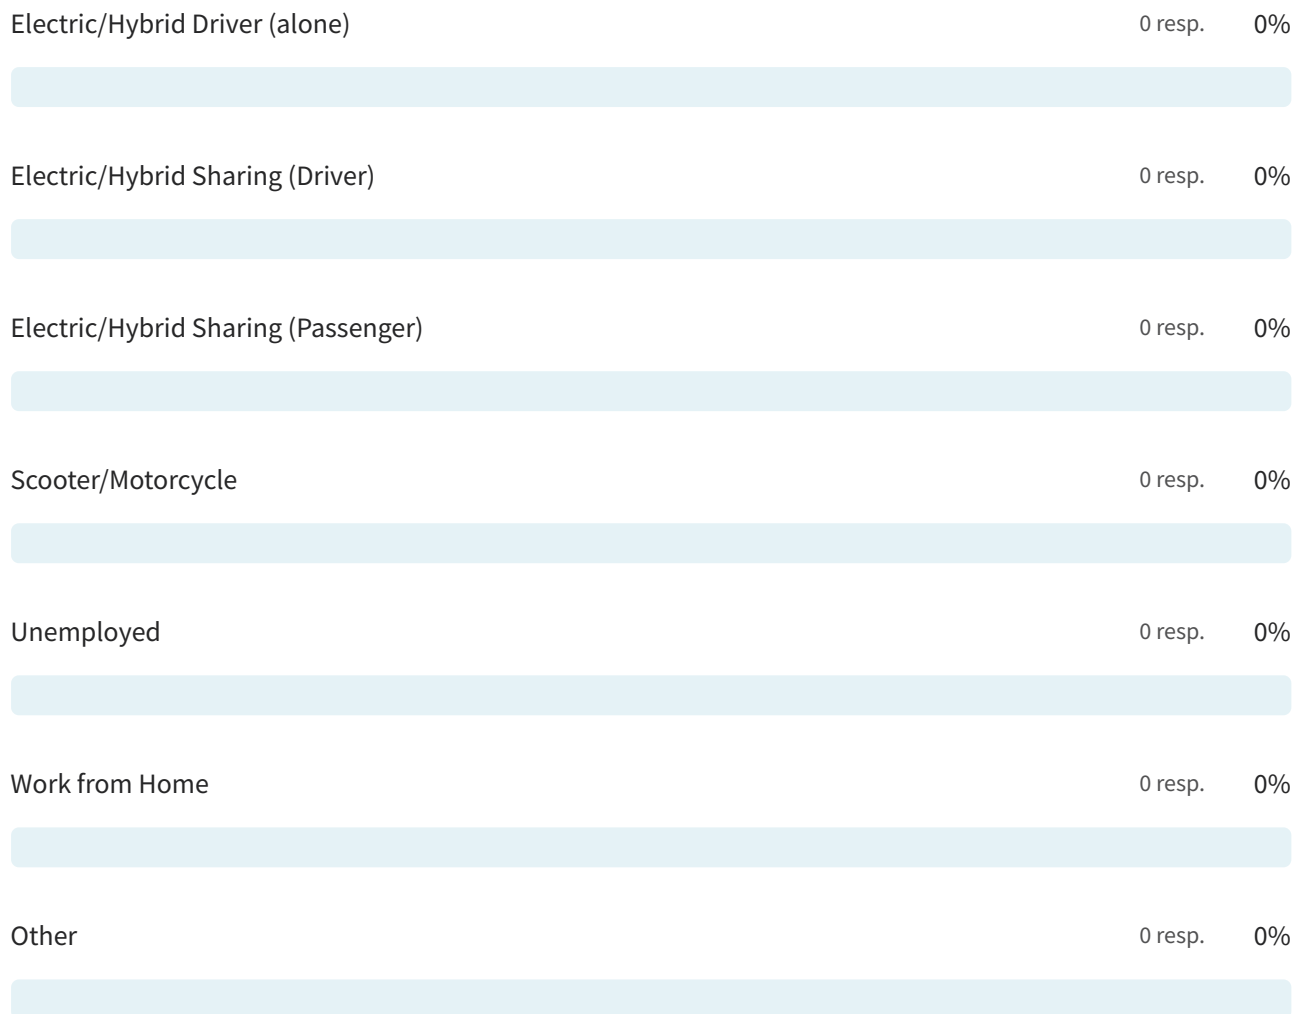 Electric/Hybrid Driver (alone) 0 resp. 0%
Electric/Hybrid Sharing (Driver) 0 resp. 0%
Electric/Hybrid Sharing (Passenger) 0 resp. 0%
Scooter/Motorcycle 0 resp. 0%
Unemployed 0 resp. 0%
Work from Home 0 resp. 0%
Other 0 resp. 0%